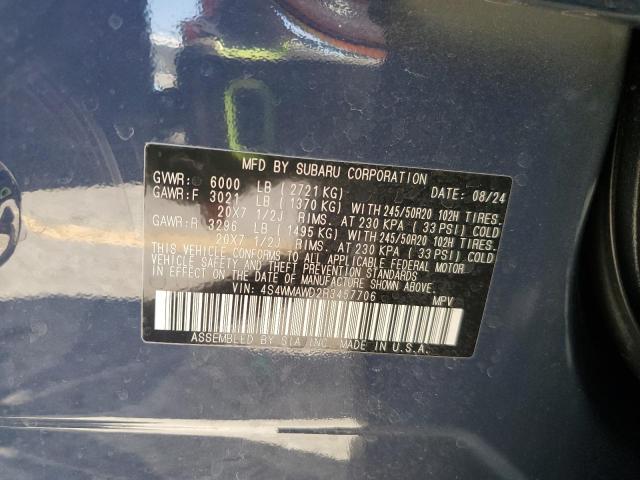 MFD BY SUBARU CORPORATION
GVWR: 6000 LB ( 2721 KG) DATE: 08/24
GAWR:F 3021 LB ( 1370 KG) WITH 245/50R20 102H TIRES.
20X7 1/2J RIMS. AT 230 KPA ( 33 PSI) COLD
GAWR:R 3296 LB ( 1495 KG) WITH 245/50R20 102H TIRES.
20X7 1/2J RIMS. AT 230 KPA ( 33 PSI) COLD
THIS VEHICLE CONFORMS TO ALL APPLICABLE FEDERAL MOTOR
VEHICLE SAFETY AND THEFT PREVENTION STANDARDS
IN EFFECT ON THE DATE OF MANUFACTURE SHOWN ABOVE.
VIN: 4S4WMAWD2R3457706 MPV
ASSEMBLED BY SIA, INC. MADE IN U.S.A.